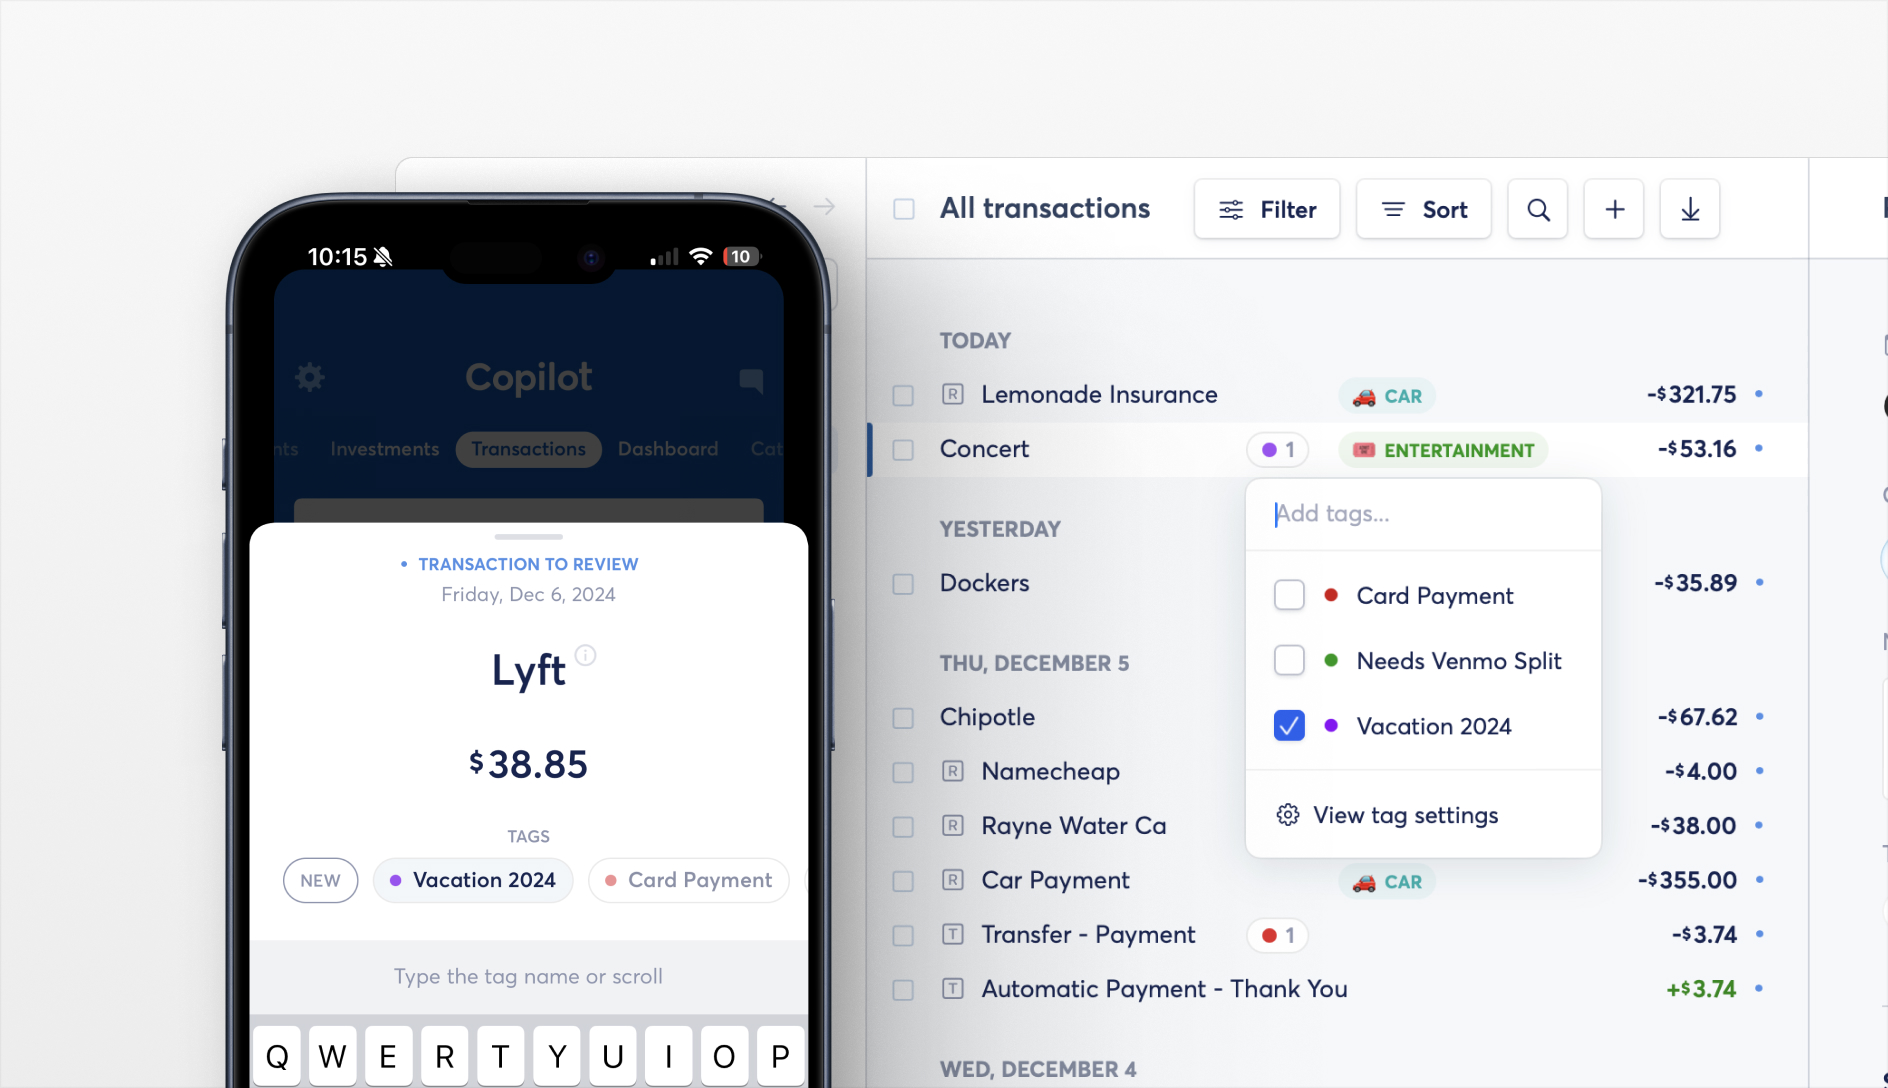 10:15
10
Copilot
Investments
Transactions
Dashboard
TRANSACTION TO REVIEW
Friday, Dec 6, 2024
Lyft
$38.85
TAGS
NEW
Vacation 2024
Card Payment
Type the tag name or scroll
Q W E R T Y U I O P
All transactions
Filter
Sort
TODAY
R Lemonade Insurance CAR -$321.75
Concert 1 ENTERTAINMENT -$53.16
Add tags...
Card Payment
Needs Venmo Split
Vacation 2024
View tag settings
YESTERDAY
Dockers -$35.89
THU, DECEMBER 5
Chipotle -$67.62
R Namecheap -$4.00
R Rayne Water Ca -$38.00
R Car Payment CAR -$355.00
T Transfer - Payment 1 -$3.74
T Automatic Payment - Thank You +$3.74
WED, DECEMBER 4